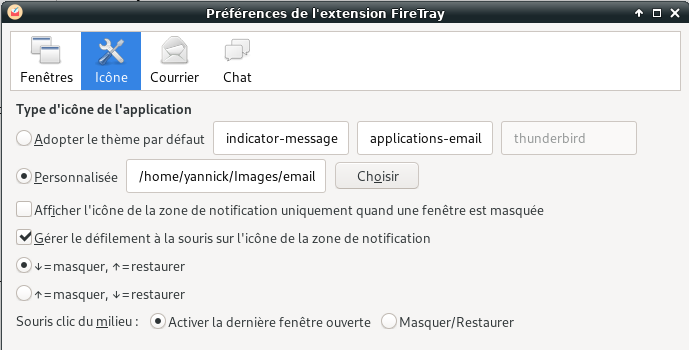 Préférences de l'extension FireTray
Fenêtres Icône Courrier Chat
Type d'icône de l'application
Adopter le thème par défaut indicator-message applications-email thunderbird
Personnalisée /home/yannick/Images/email Choisir
Afficher l'icône de la zone de notification uniquement quand une fenêtre est masquée
Gérer le défilement à la souris sur l'icône de la zone de notification
↓=masquer, ↑=restaurer
↑=masquer, ↓=restaurer
Souris clic du milieu : Activer la dernière fenêtre ouverte Masquer/Restaurer